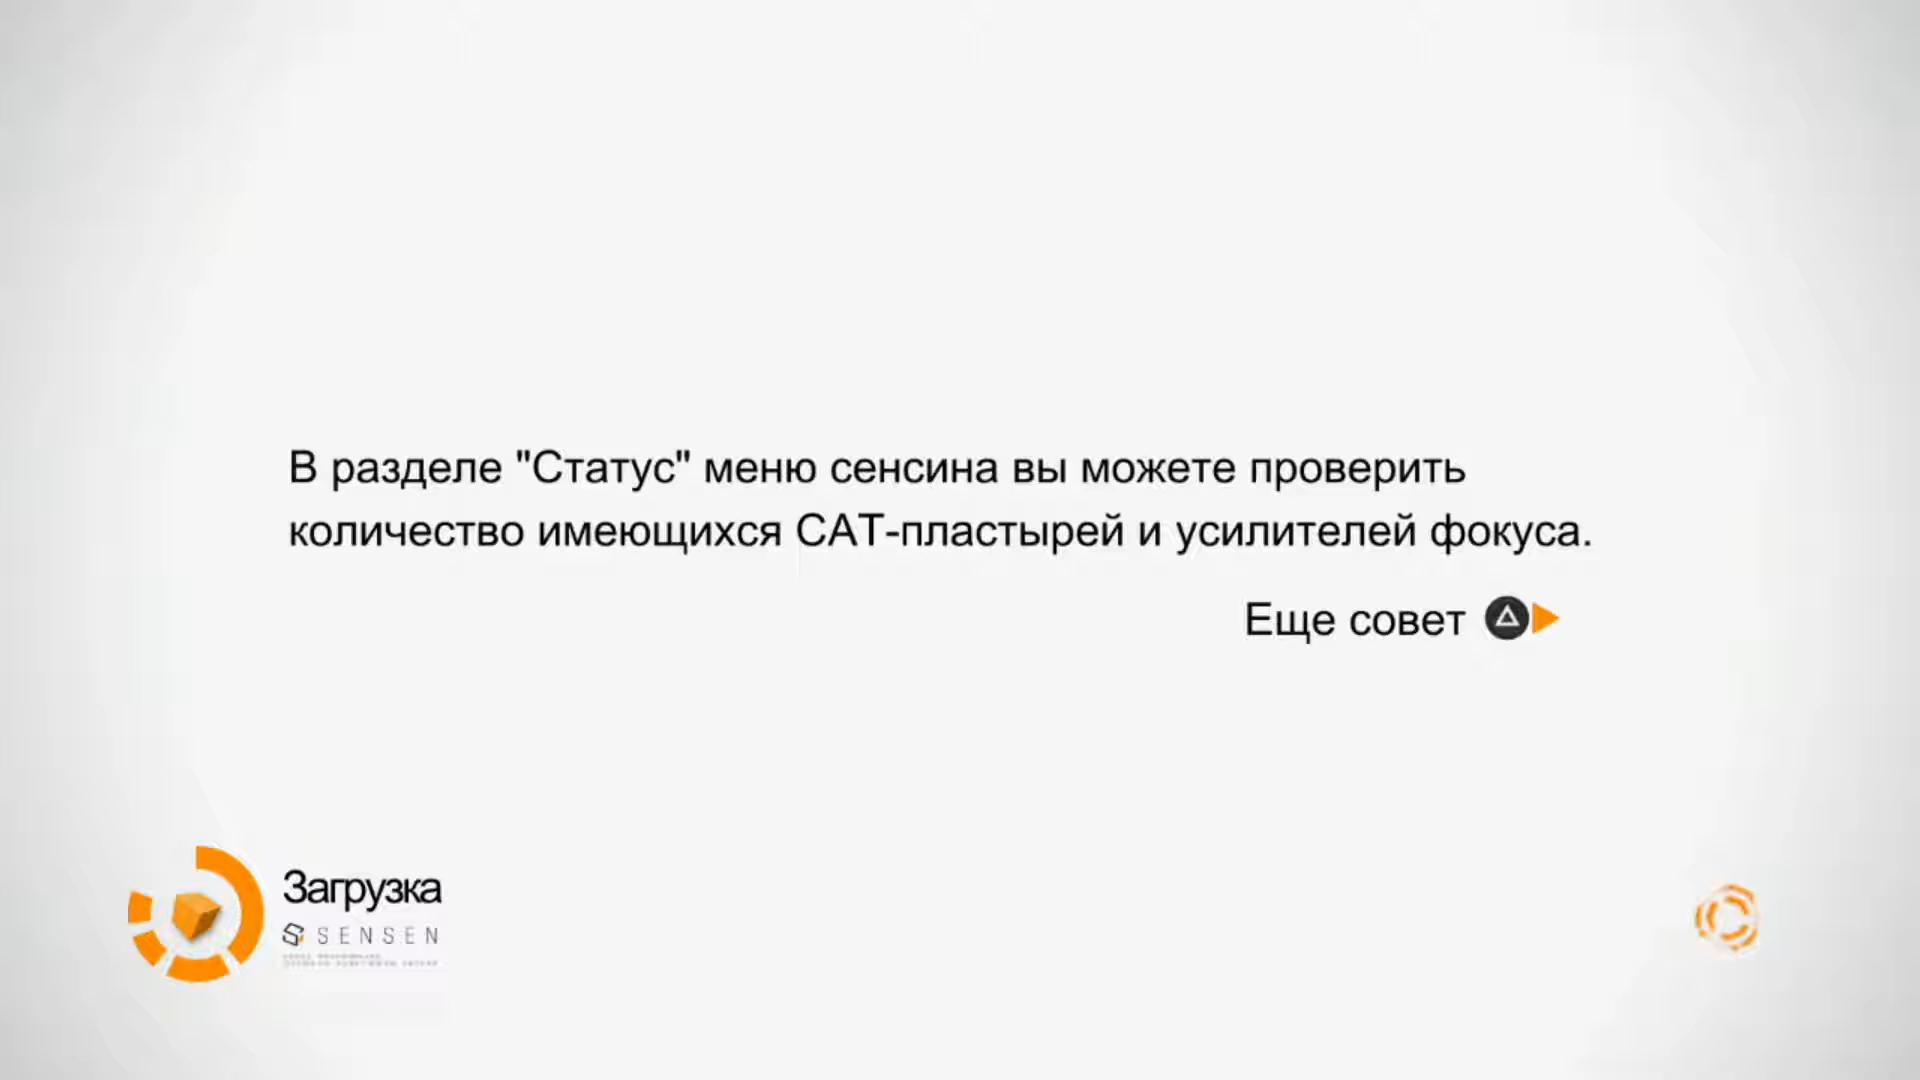 В разделе "Статус" меню сенсина вы можете проверить
количество имеющихся САТ-пластырей и усилителей фокуса.
Еще совет
Загрузка
SENSEN